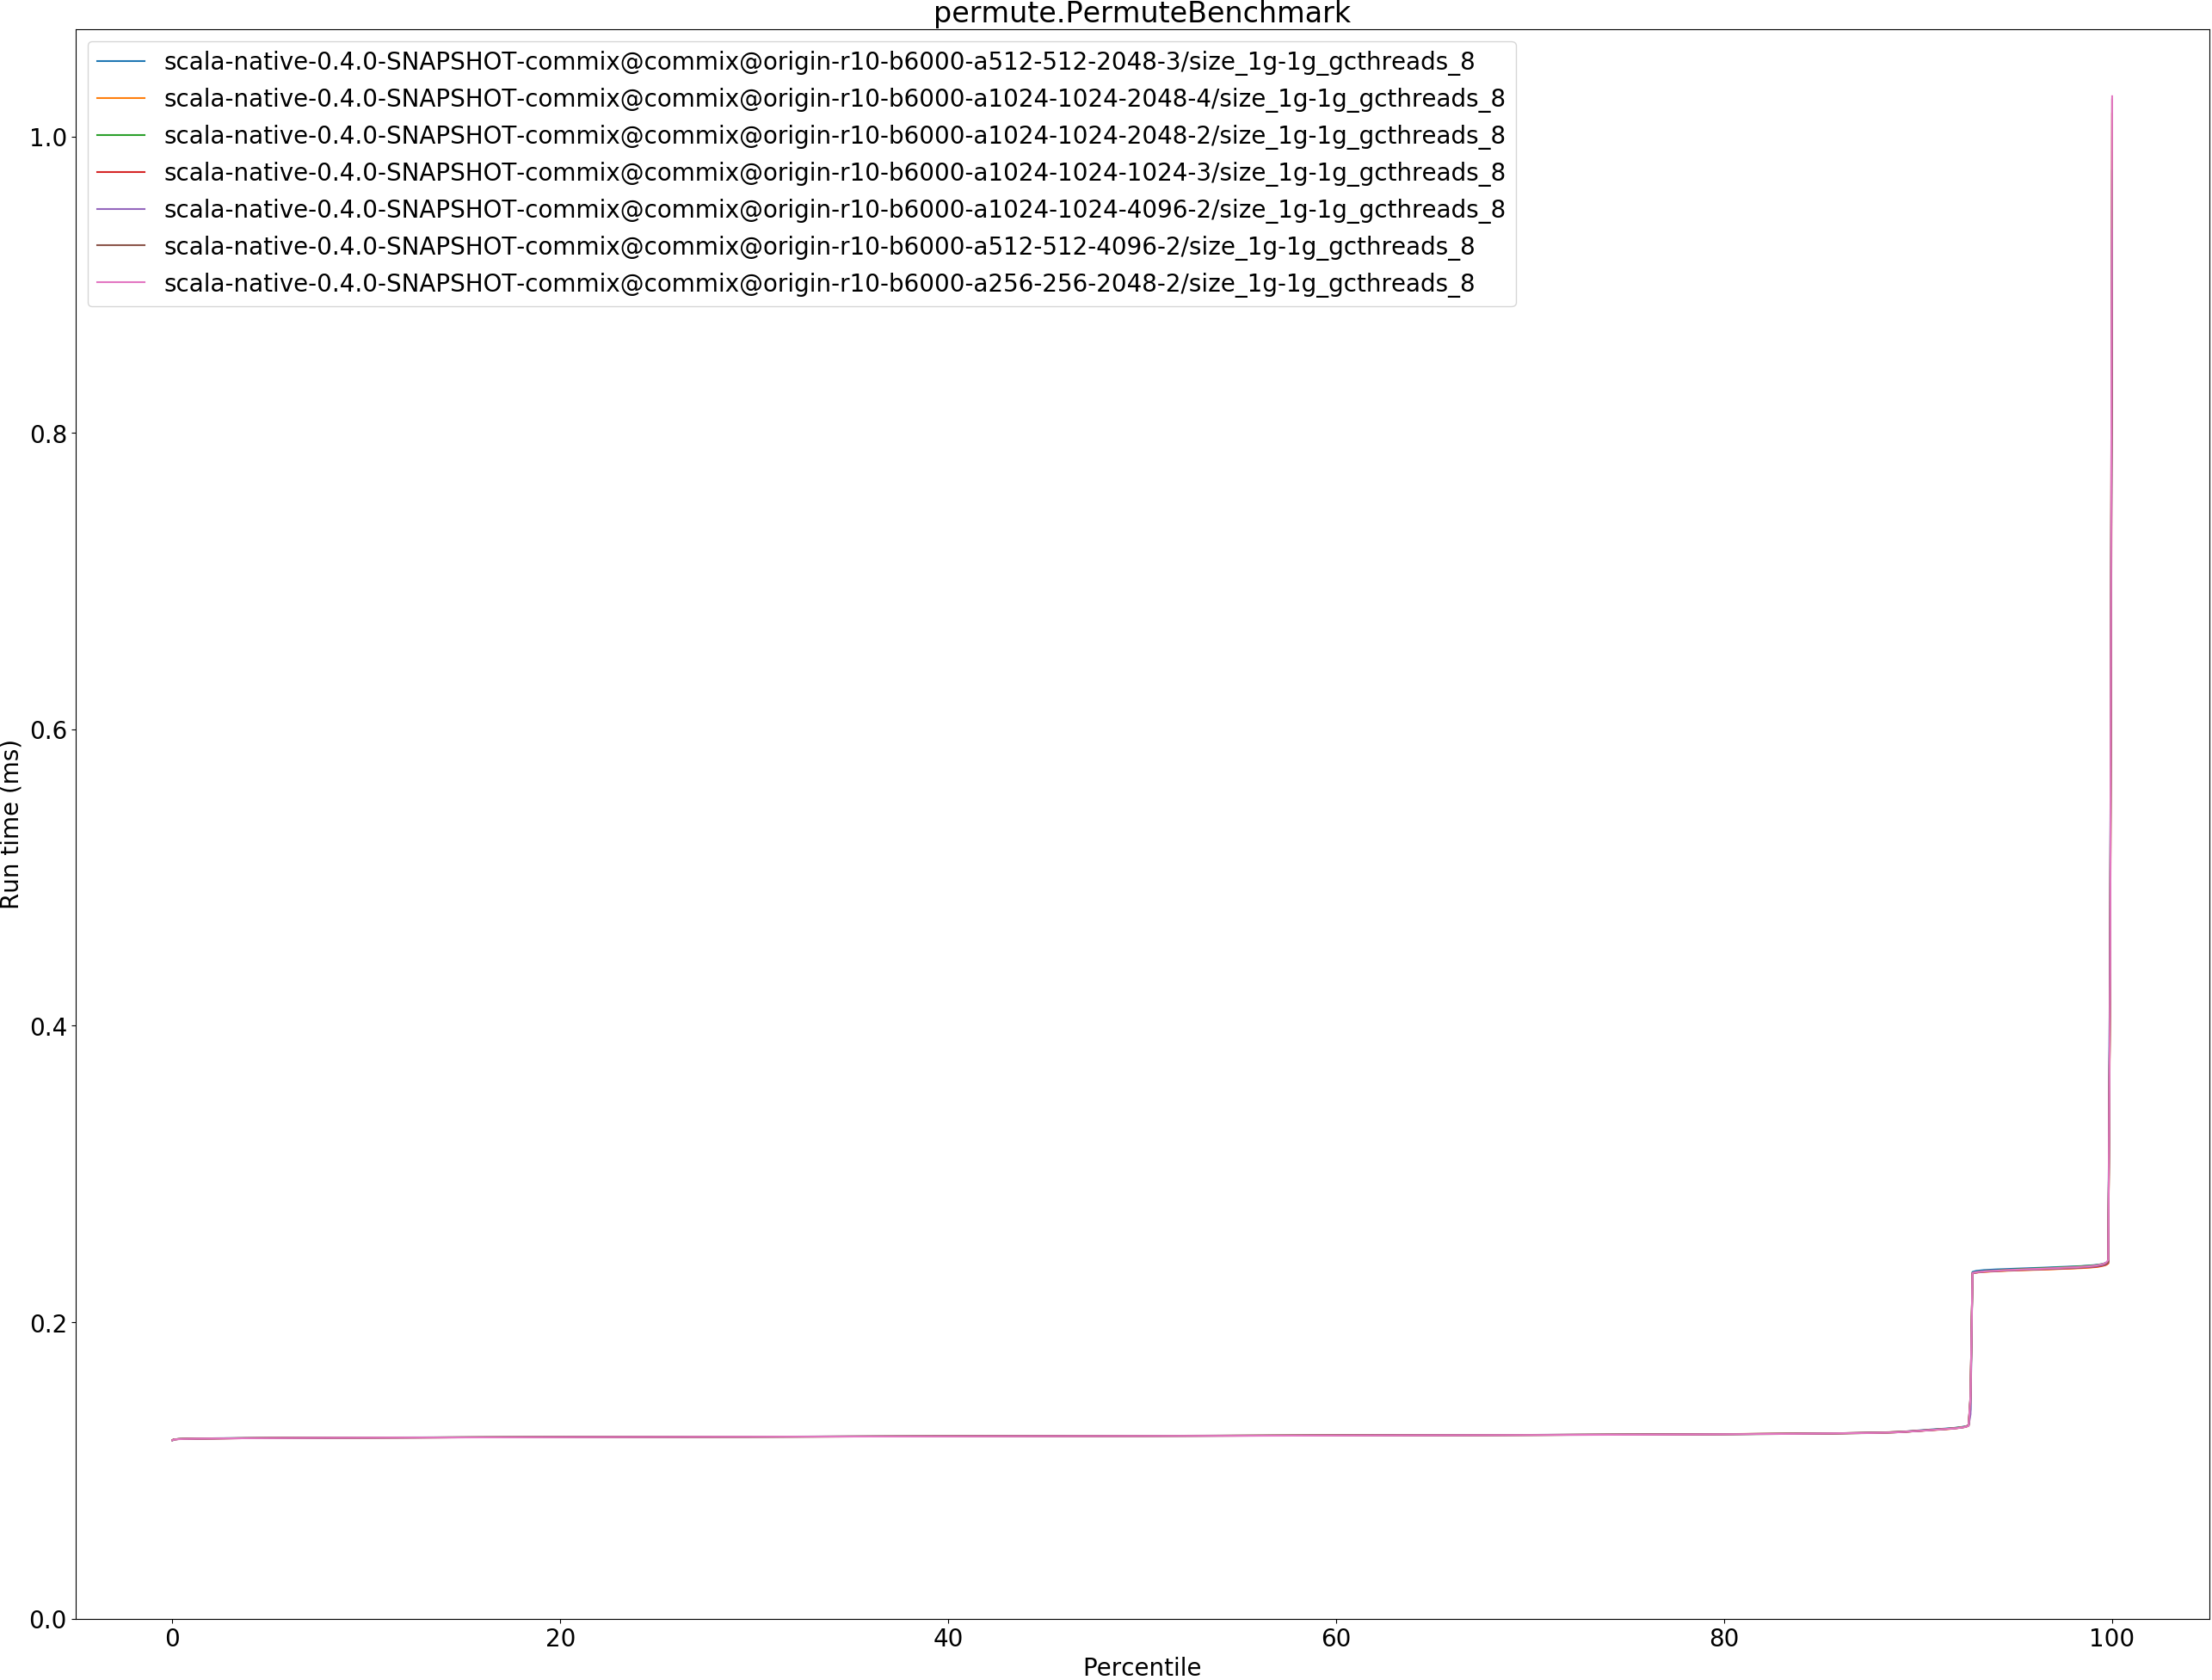 permute.PermuteBenchmark
scala-native-0.4.0-SNAPSHOT-commix@commix@origin-r10-b6000-a512-512-2048-3/size_1g-1g_gcthreads_8
scala-native-0.4.0-SNAPSHOT-commix@commix@origin-r10-b6000-a1024-1024-2048-4/size_1g-1g_gcthreads_8
scala-native-0.4.0-SNAPSHOT-commix@commix@origin-r10-b6000-a1024-1024-2048-2/size_1g-1g_gcthreads_8
scala-native-0.4.0-SNAPSHOT-commix@commix@origin-r10-b6000-a1024-1024-1024-3/size_1g-1g_gcthreads_8
scala-native-0.4.0-SNAPSHOT-commix@commix@origin-r10-b6000-a1024-1024-4096-2/size_1g-1g_gcthreads_8
scala-native-0.4.0-SNAPSHOT-commix@commix@origin-r10-b6000-a512-512-4096-2/size_1g-1g_gcthreads_8
scala-native-0.4.0-SNAPSHOT-commix@commix@origin-r10-b6000-a256-256-2048-2/size_1g-1g_gcthreads_8
1.0
0.8
0.6
0.4
0.2
0.0
Run time (ms)
0 20 40 60 80 100
Percentile